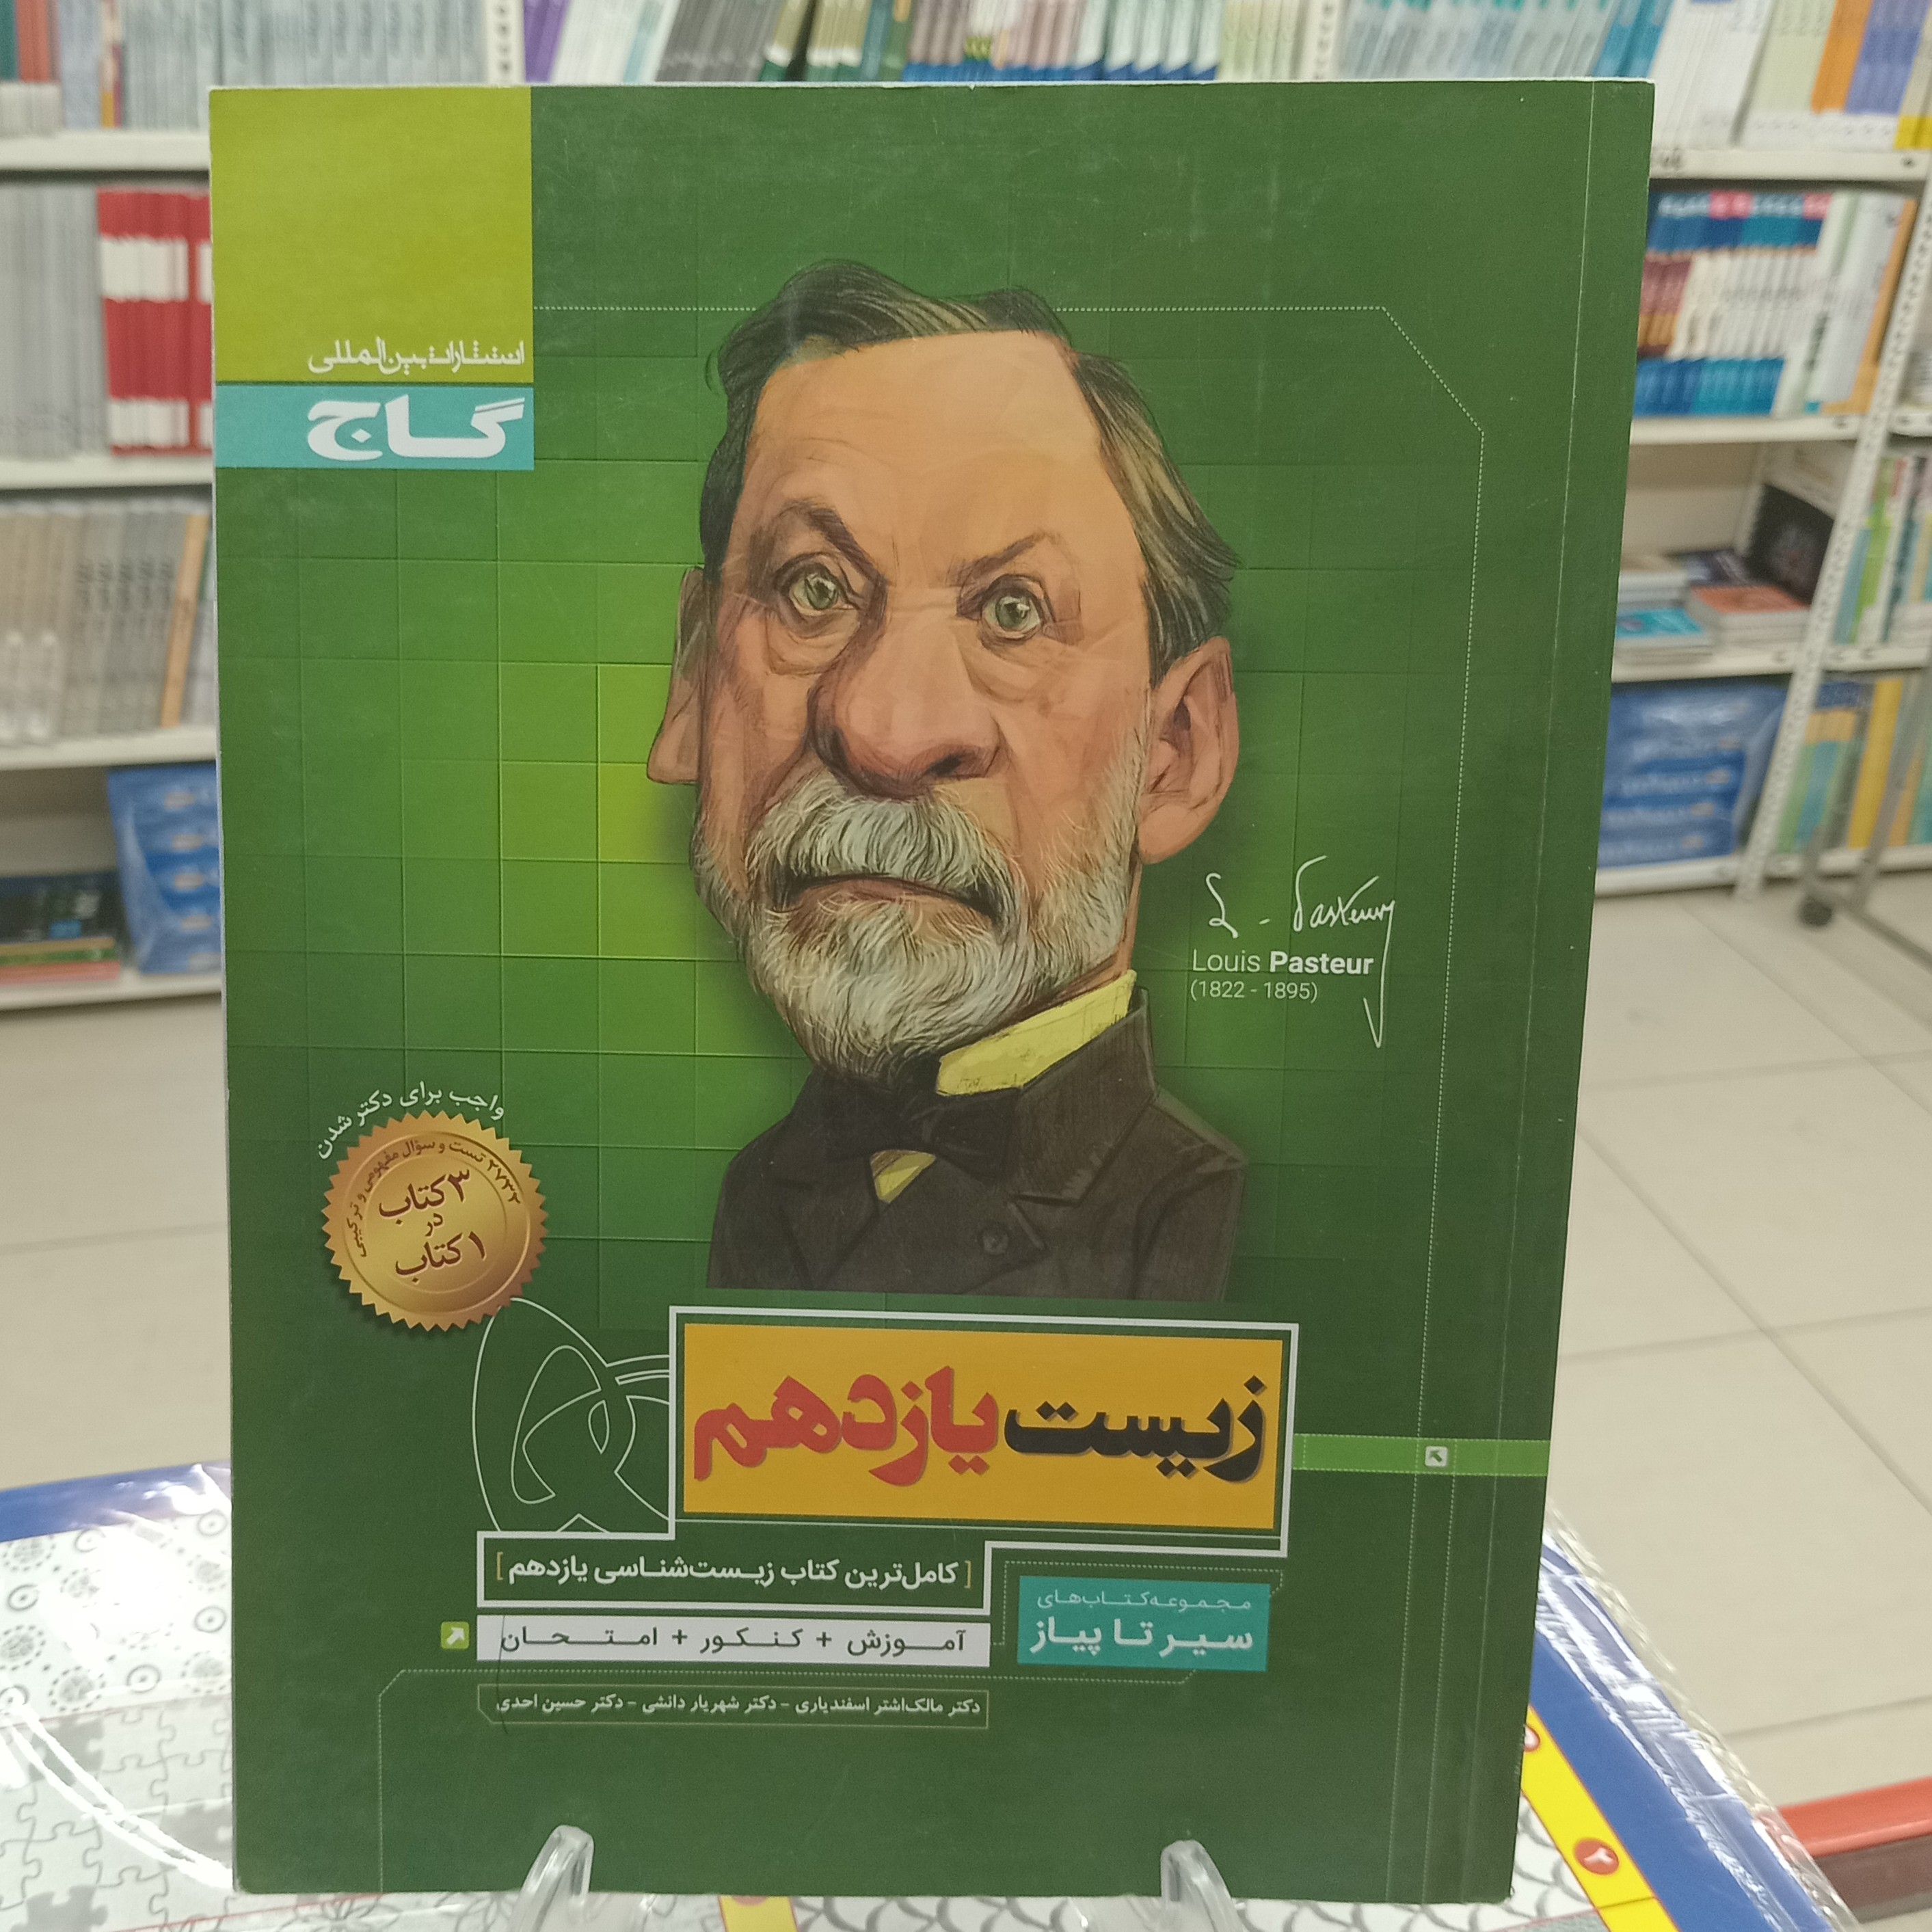 انتشارات بین‌المللی
گاج
L. Pasteur
Louis Pasteur
(1822 - 1895)
واجب برای دکتر شدن
تست و سؤال مفهومی و ترکیبی
۳ کتاب
در
۱ کتاب
زیست یازدهم
[کامل‌ترین کتاب زیست‌شناسی یازدهم]
آموزش + کنکور + امتحان
مجموعه کتاب‌های
سیر تا پیاز
دکتر مالک‌اشتر اسفندیاری - دکتر شهریار دانشی - دکتر حسین احدی
۲